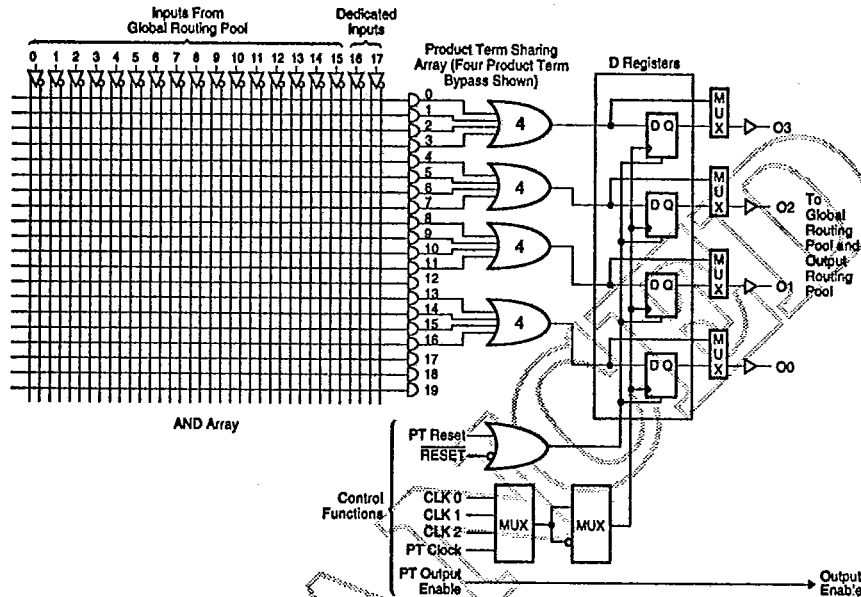 Inputs From
Global Routing Pool
Dedicated
Inputs
0 1 2 3 4 5 6 7 8 9 10 11 12 13 14 15 16 17
Product Term Sharing
Array (Four Product Term
Bypass Shown)
D Registers
0
1
2
3
4
5
6
7
8
9
10
11
12
13
14
15
16
17
18
19
4
4
4
4
D Q
D Q
D Q
D Q
MUX
MUX
MUX
MUX
O3
O2
O1
O0
To
Global
Routing
Pool and
Output
Routing
Pool
AND Array
PT Reset
RESET
Control
Functions
CLK 0
CLK 1
CLK 2
PT Clock
MUX
MUX
PT Output
Enable
Output
Enable